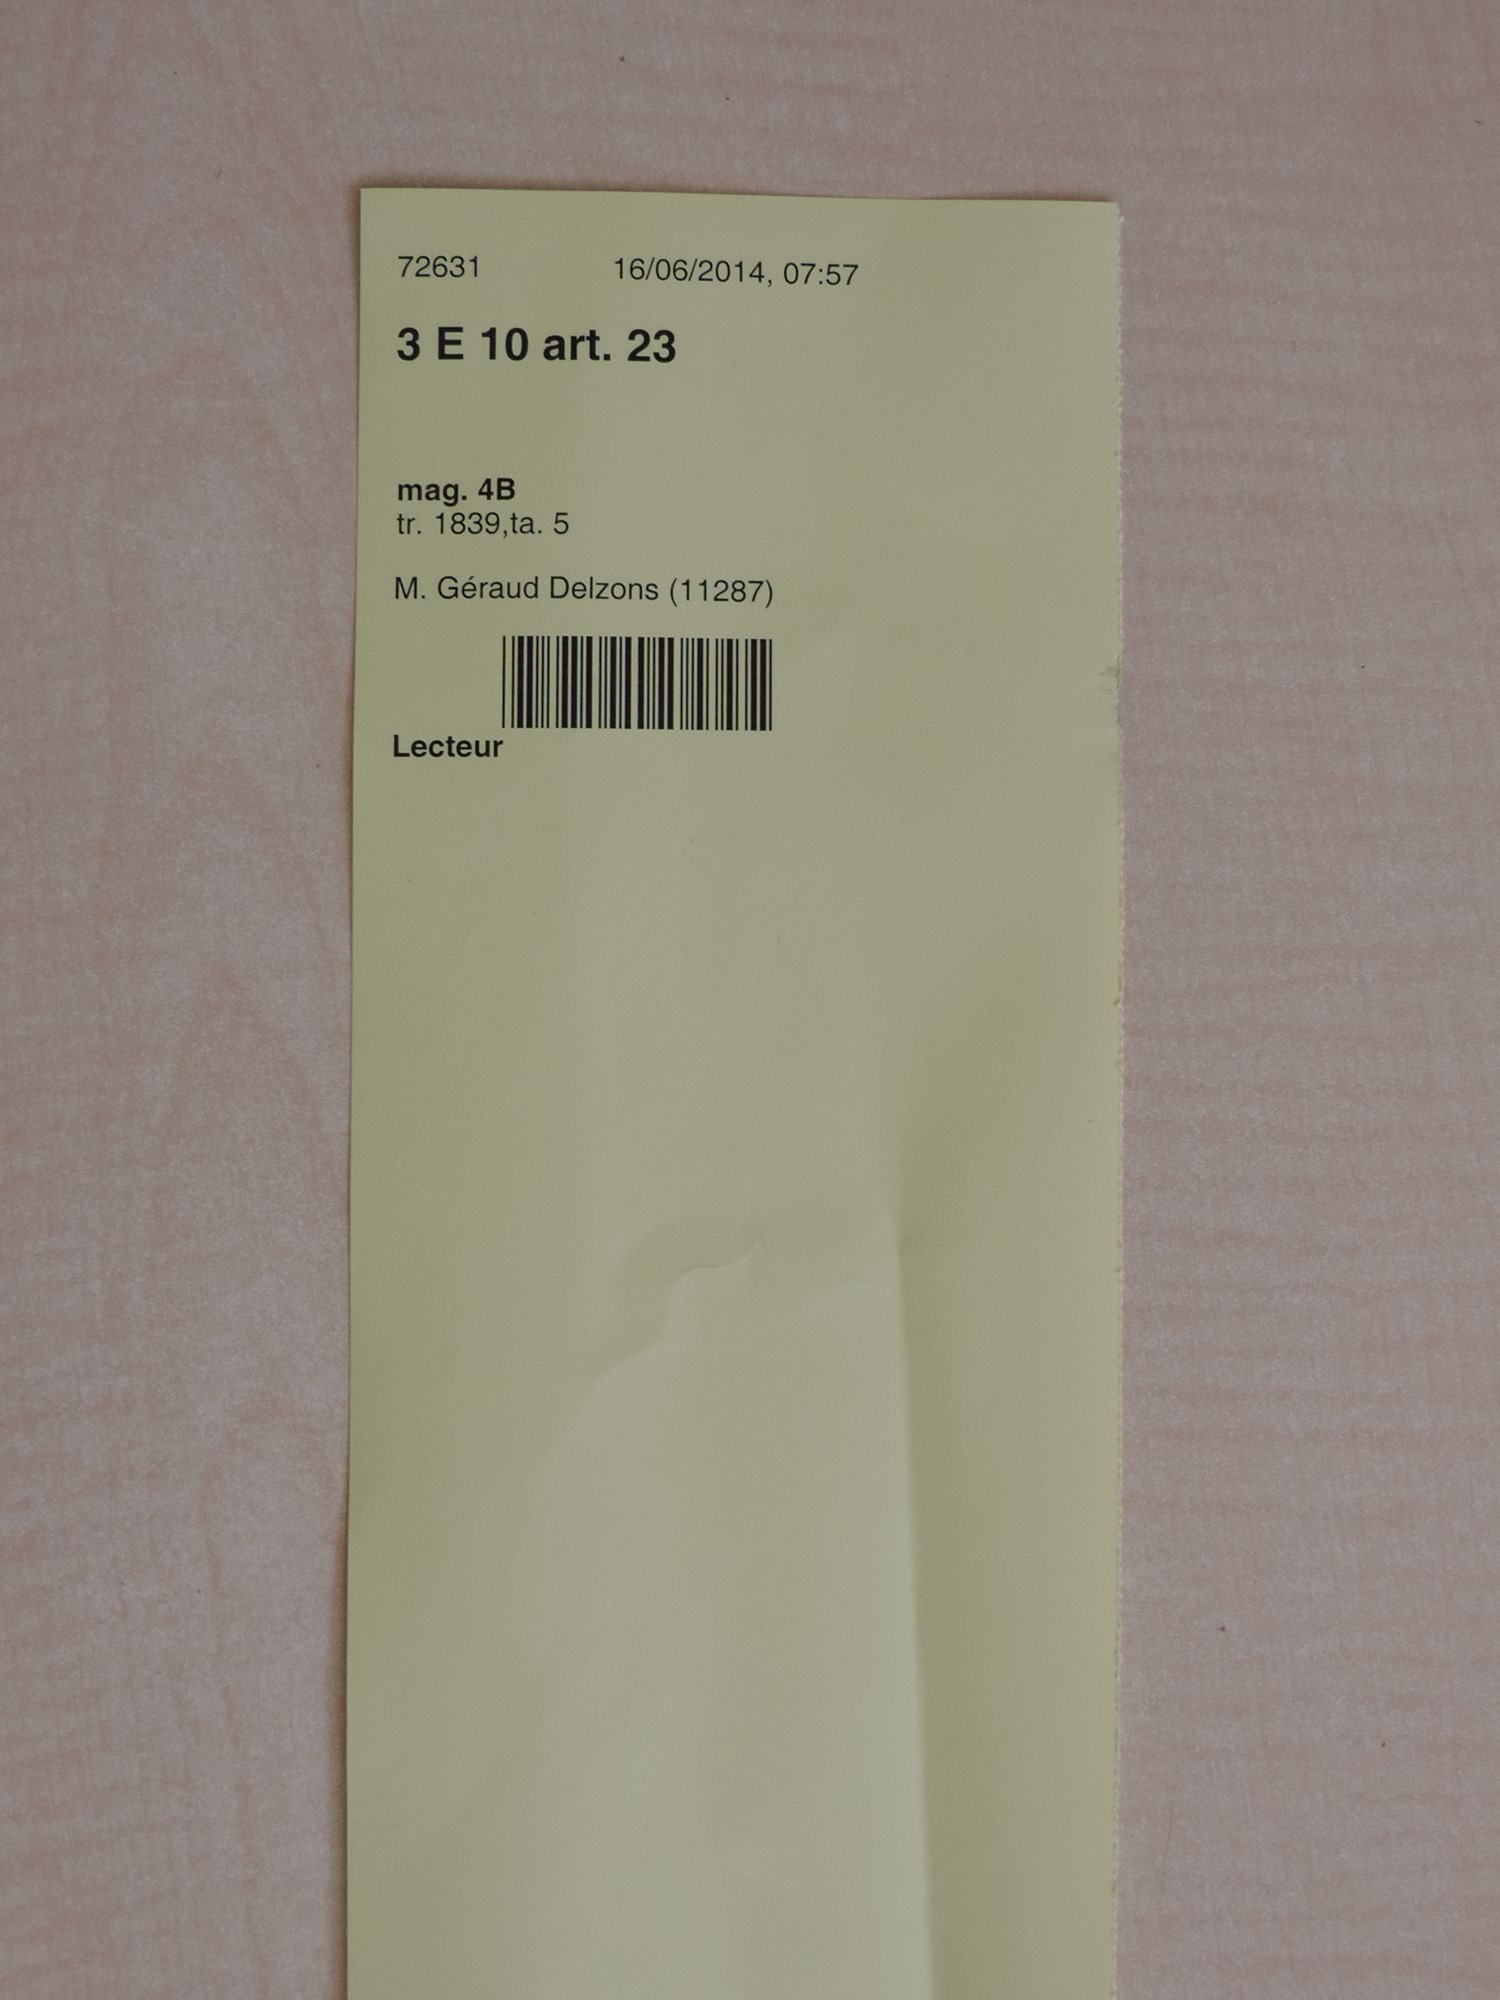 72631 16/06/2014, 07:57
3 E 10 art. 23
mag. 4B
tr. 1839,ta. 5
M. Géraud Delzons (11287)
Lecteur